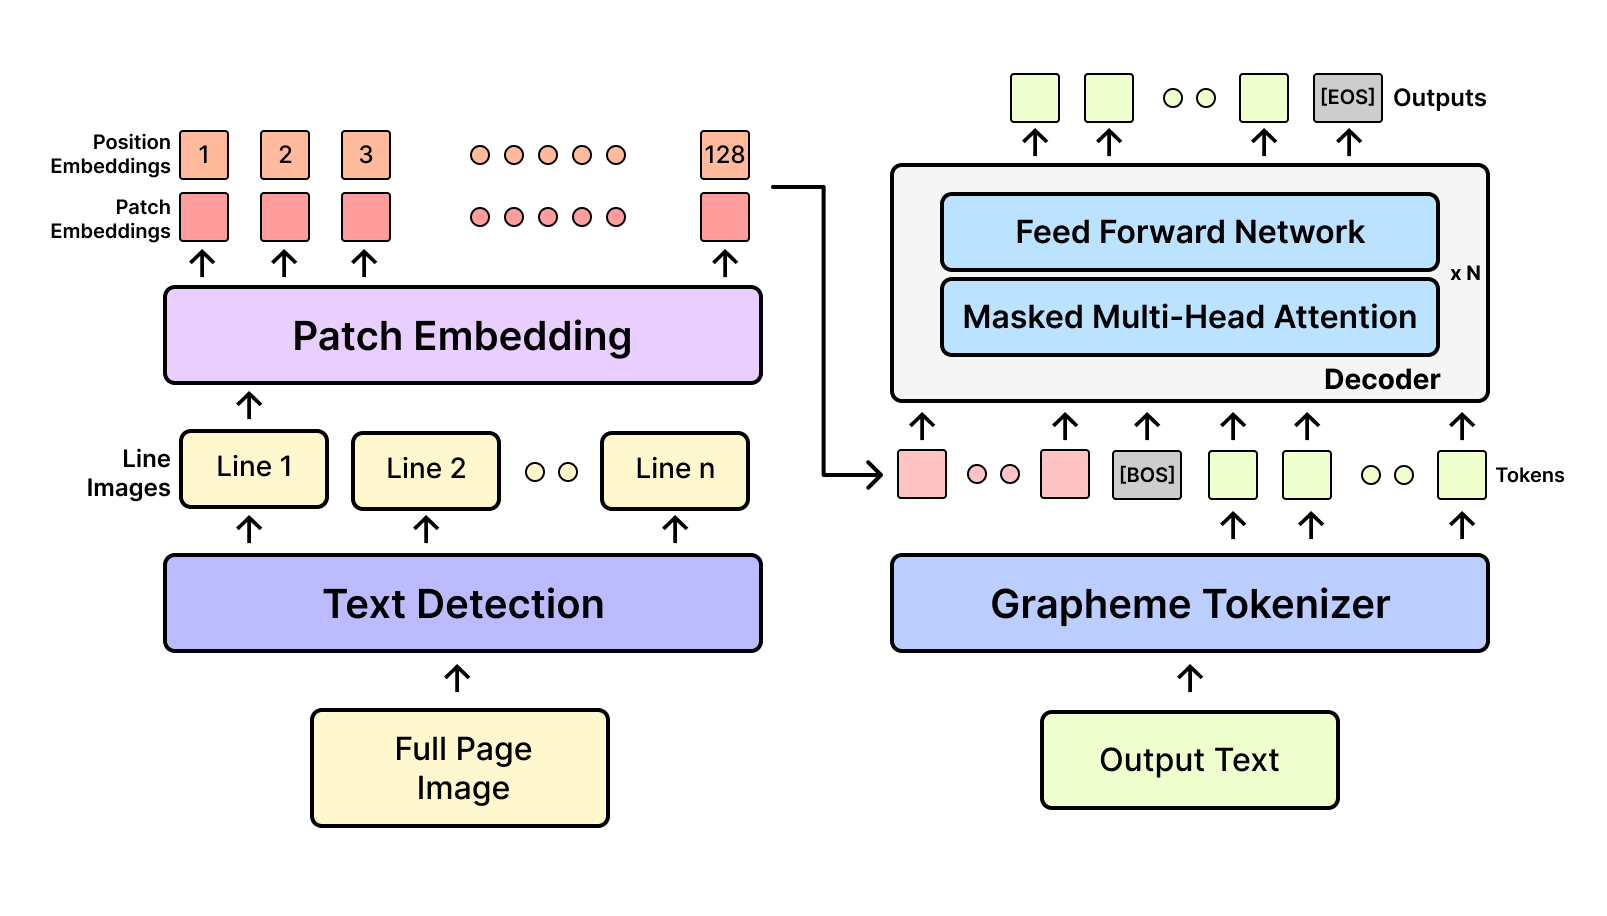 Position
Embeddings
1
2
3
128
Patch
Embeddings
Patch Embedding
Line
Images
Line 1
Line 2
Line n
Text Detection
Full Page
Image
[EOS]
Outputs
Feed Forward Network
x N
Masked Multi-Head Attention
Decoder
[BOS]
Tokens
Grapheme Tokenizer
Output Text